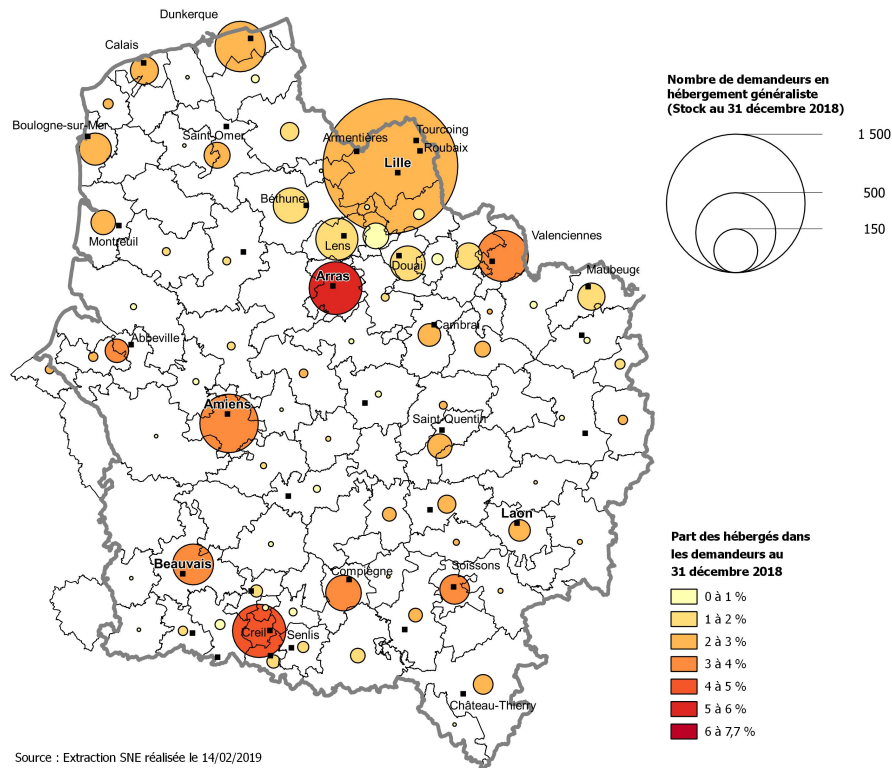 Dunkerque
Calais
Boulogne-sur-Mer
Saint-Omer
Armentières
Tourcoing
Roubaix
Lille
Béthune
Montreuil
Lens
Douai
Valenciennes
Arras
Maubeuge
Cambrai
Abbeville
Amiens
Saint-Quentin
Laon
Beauvais
Compiègne
Soissons
Creil
Senlis
Château-Thierry
Nombre de demandeurs en
hébergement généraliste
(Stock au 31 décembre 2018)
1 500
500
150
Part des hébergés dans
les demandeurs au
31 décembre 2018
0 à 1 %
1 à 2 %
2 à 3 %
3 à 4 %
4 à 5 %
5 à 6 %
6 à 7,7 %
Source : Extraction SNE réalisée le 14/02/2019